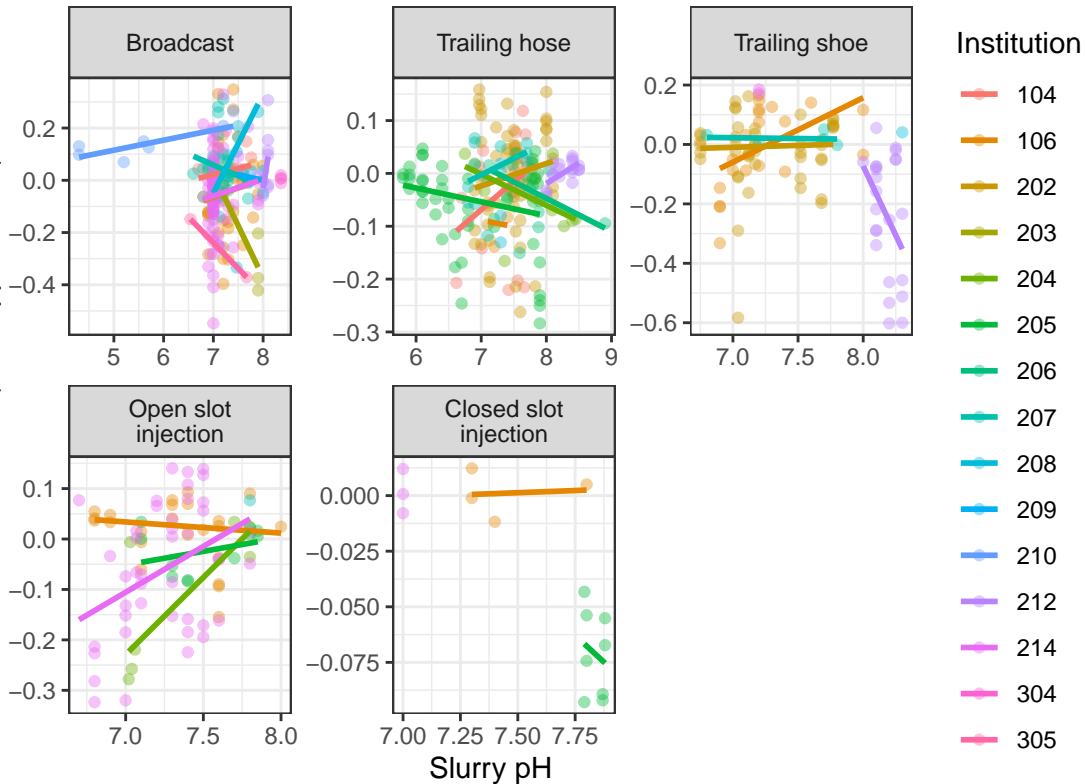 Broadcast
Trailing hose
Trailing shoe
Institution
0.2
0.0
−0.2
−0.4
5 6 7 8
0.1
0.0
−0.1
−0.2
−0.3
6 7 8 9
0.2
0.0
−0.2
−0.4
−0.6
7.0 7.5 8.0
Open slot
injection
Closed slot
injection
0.1
0.0
−0.1
−0.2
−0.3
7.0 7.5 8.0
0.000
−0.025
−0.050
−0.075
7.00 7.25 7.50 7.75
Slurry pH
104
106
202
203
204
205
206
207
208
209
210
212
214
304
305